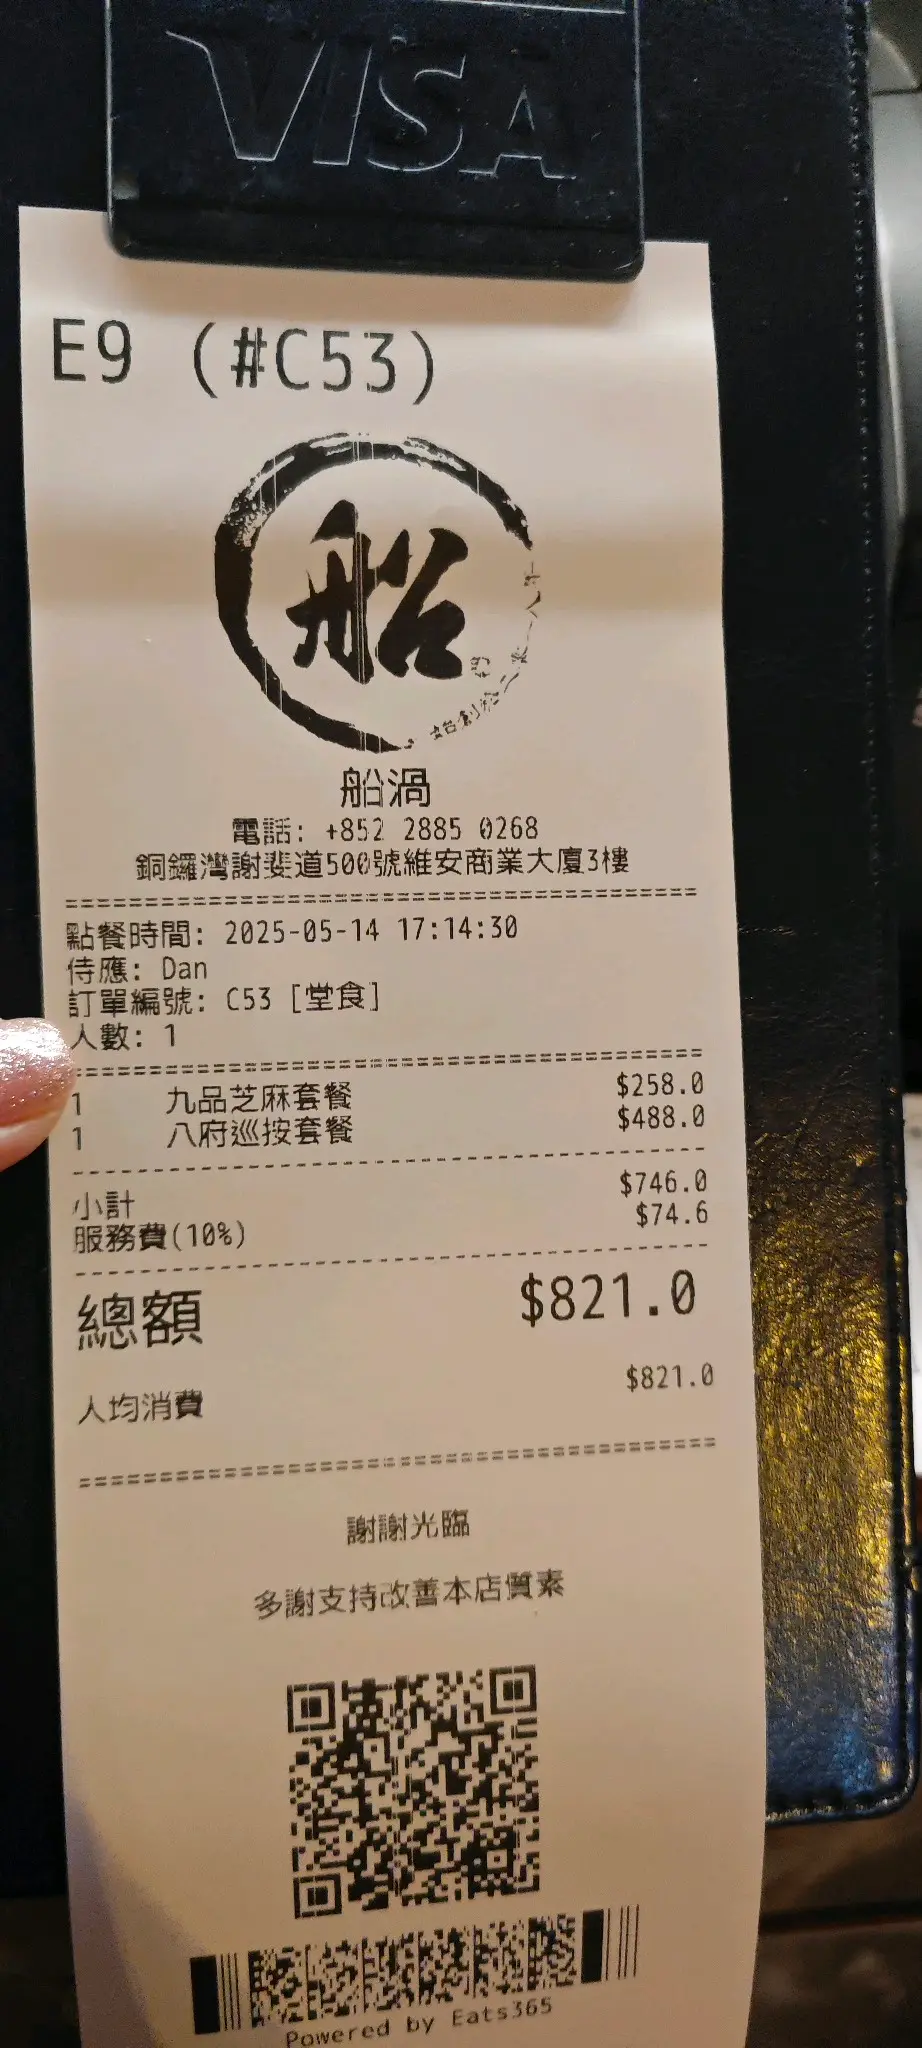 VISA
E9 (#C53)
船
船渦
電話: +852 2885 0268
銅鑼灣謝斐道500號維安商業大廈3樓
點餐時間: 2025-05-14 17:14:30
侍應: Dan
訂單編號: C53 [堂食]
人數: 1
1 九品芝麻套餐 $258.0
1 八府巡按套餐 $488.0
小計 $746.0
服務費(10%) $74.6
總額 $821.0
人均消費 $821.0
謝謝光臨
多謝支持改善本店質素
Powered by Eats365